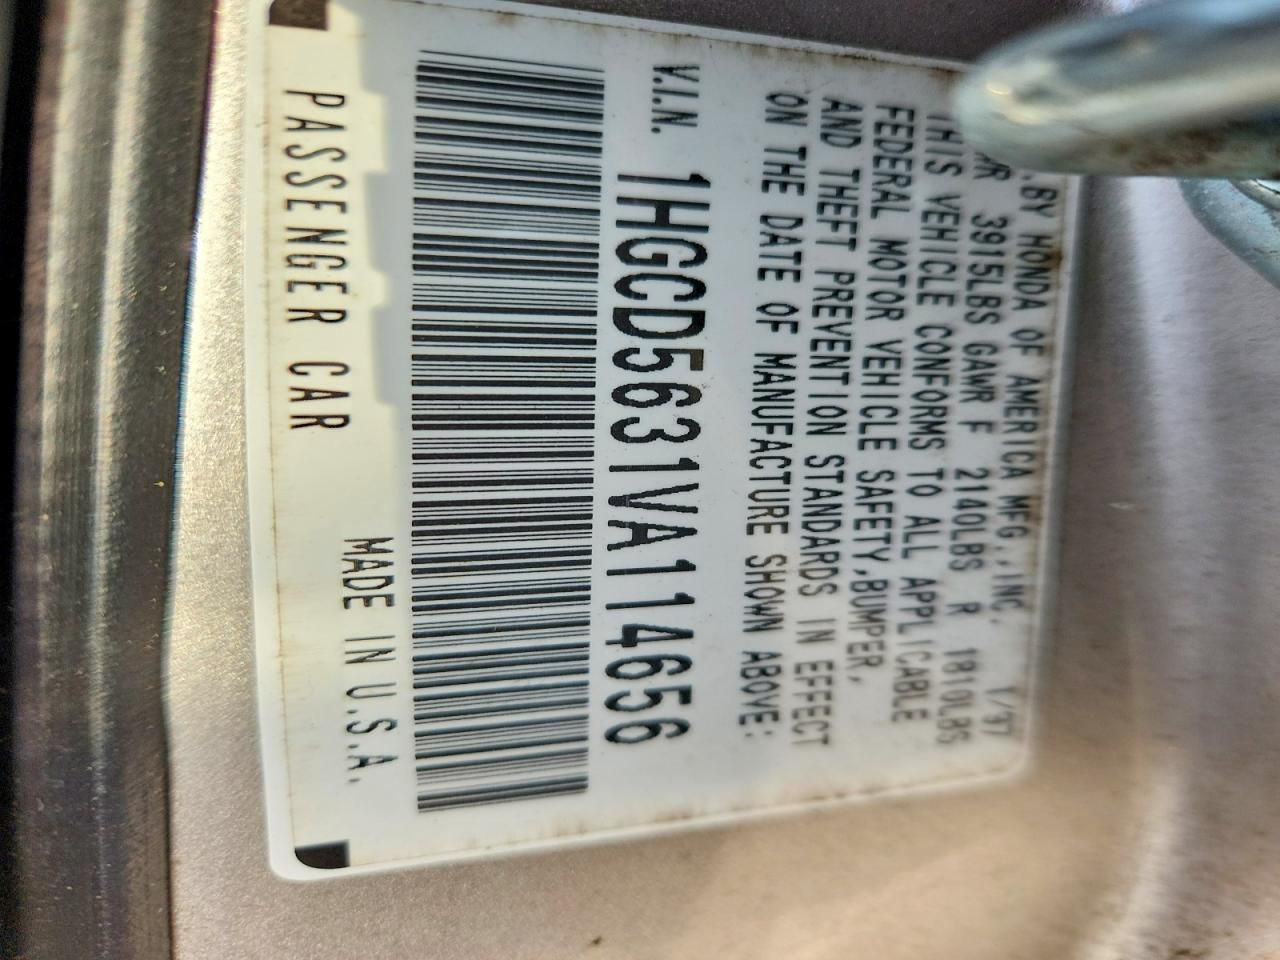 . BY HONDA OF AMERICA MFG.,INC. 1/97
WR 3915LBS GAWR F 2140LBS R 1810LBS
THIS VEHICLE CONFORMS TO ALL APPLICABLE
FEDERAL MOTOR VEHICLE SAFETY,BUMPER,
AND THEFT PREVENTION STANDARDS IN EFFECT
ON THE DATE OF MANUFACTURE SHOWN ABOVE:
V.I.N. 1HGCD5631VA114656
MADE IN U.S.A.
PASSENGER CAR